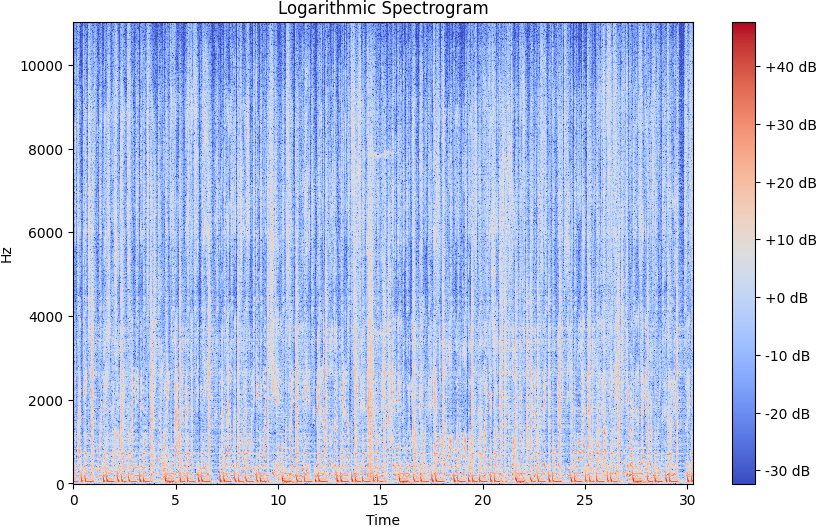 Logarithmic Spectrogram
Hz
10000
8000
6000
4000
2000
0
0 5 10 15 20 25 30
Time
+40 dB
+30 dB
+20 dB
+10 dB
+0 dB
-10 dB
-20 dB
-30 dB